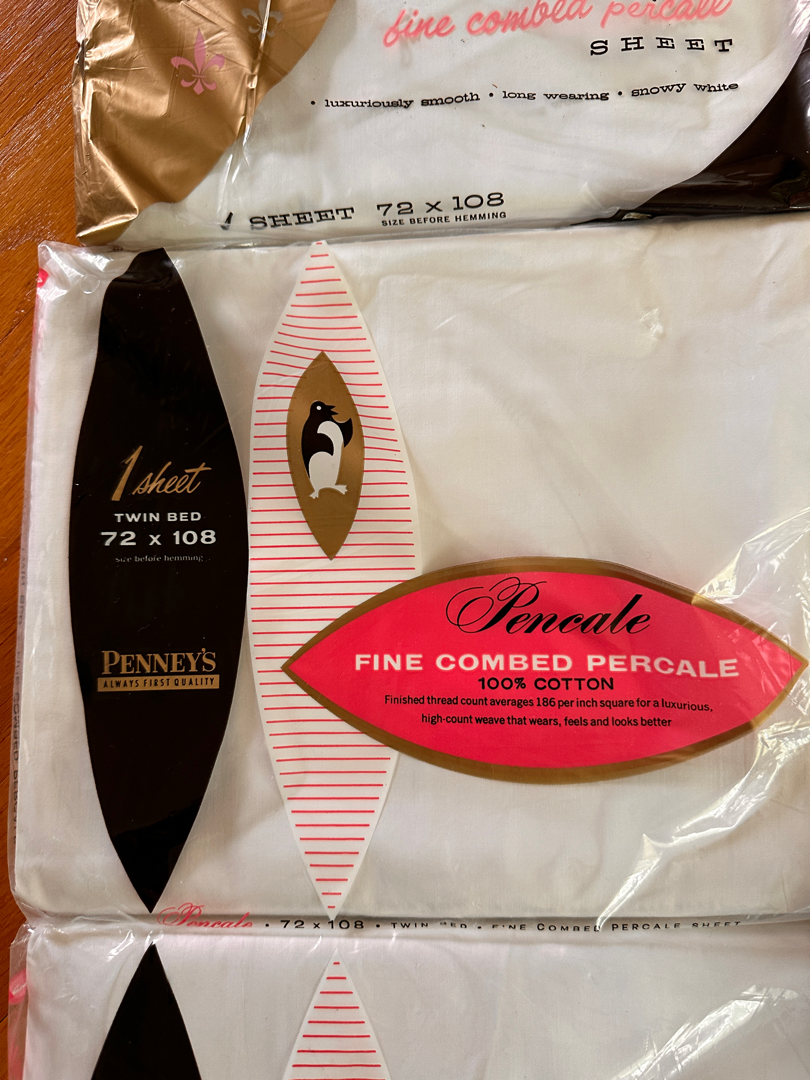 fine combed percale
SHEET
• luxuriously smooth • long wearing • snowy white
SHEET 72 x 108
SIZE BEFORE HEMMING
1 sheet
TWIN BED
72 x 108
size before hemming
PENNEY'S
ALWAYS FIRST QUALITY
Pencale
FINE COMBED PERCALE
100% COTTON
Finished thread count averages 186 per inch square for a luxurious,
high-count weave that wears, feels and looks better
Pencale • 72 x 108 • TWIN BED • FINE COMBED PERCALE SHEET